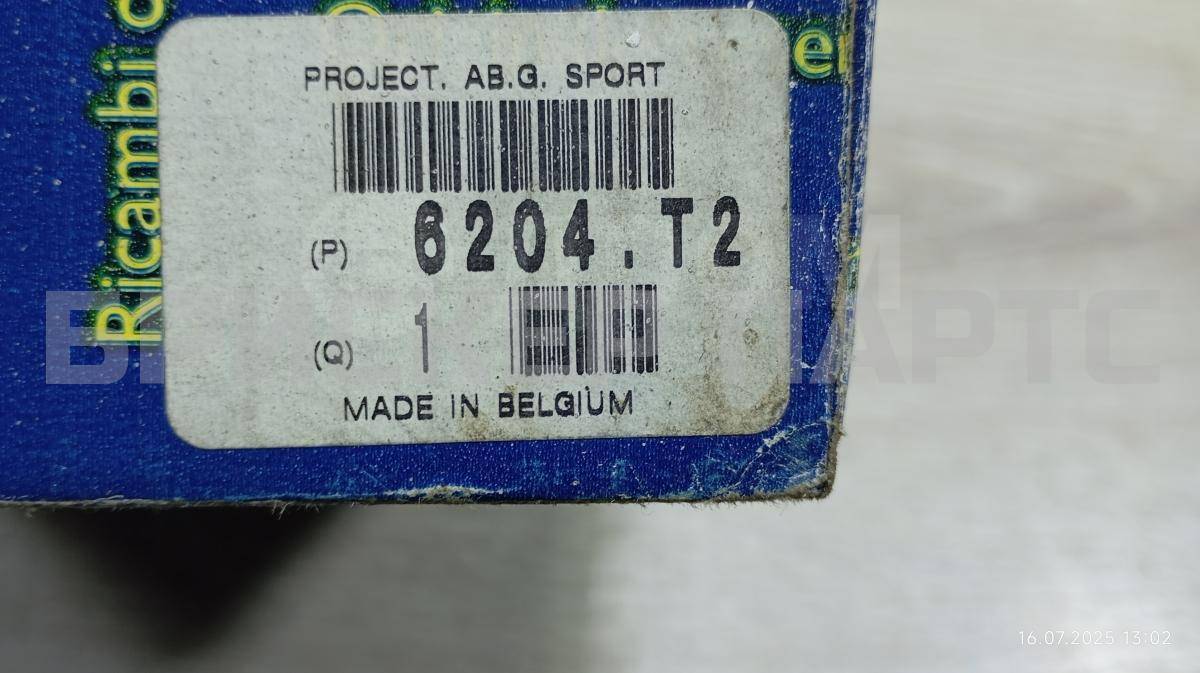 Ricambi o
PROJECT. AB.G. SPORT
(P) 6204.T2
(Q) 1
MADE IN BELGIUM
16.07.2025 13:02